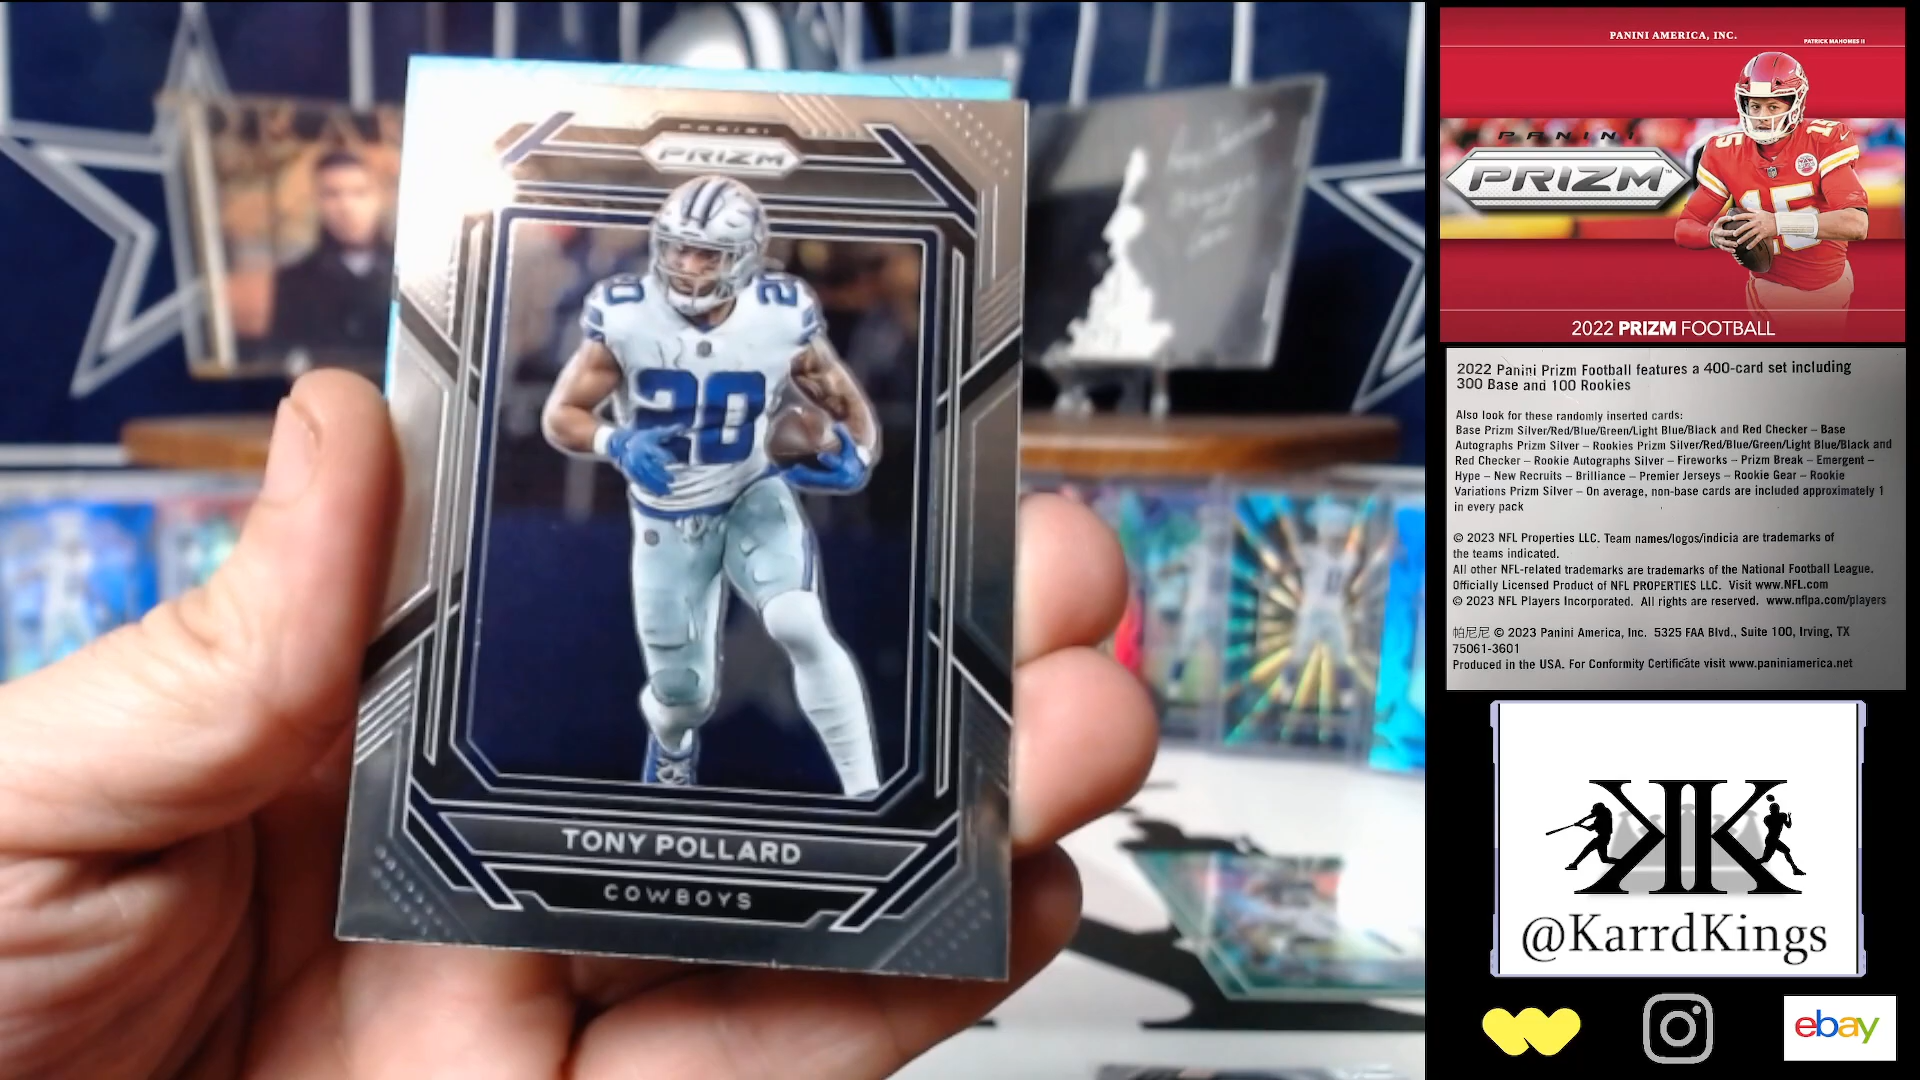 PANINI
PRIZM
20
20
20
TONY POLLARD
COWBOYS
PANINI AMERICA, INC.
PATRICK MAHOMES II
PANINI
PRIZM™
15
15
2022 PRIZM FOOTBALL
2022 Panini Prizm Football features a 400-card set including
300 Base and 100 Rookies
Also look for these randomly inserted cards:
Base Prizm Silver/Red/Blue/Green/Light Blue/Black and Red Checker – Base
Autographs Prizm Silver – Rookies Prizm Silver/Red/Blue/Green/Light Blue/Black and
Red Checker – Rookie Autographs Silver – Fireworks – Prizm Break – Emergent –
Hype – New Recruits – Brilliance – Premier Jerseys – Rookie Gear – Rookie
Variations Prizm Silver – On average, non-base cards are included approximately 1
in every pack
© 2023 NFL Properties LLC. Team names/logos/indicia are trademarks of
the teams indicated.
All other NFL-related trademarks are trademarks of the National Football League.
Officially Licensed Product of NFL PROPERTIES LLC. Visit www.NFL.com
© 2023 NFL Players Incorporated. All rights are reserved. www.nflpa.com/players
帕尼尼 © 2023 Panini America, Inc. 5325 FAA Blvd., Suite 100, Irving, TX
75061-3601
Produced in the USA. For Conformity Certificate visit www.paniniamerica.net
KK
@KarrdKings
ebay